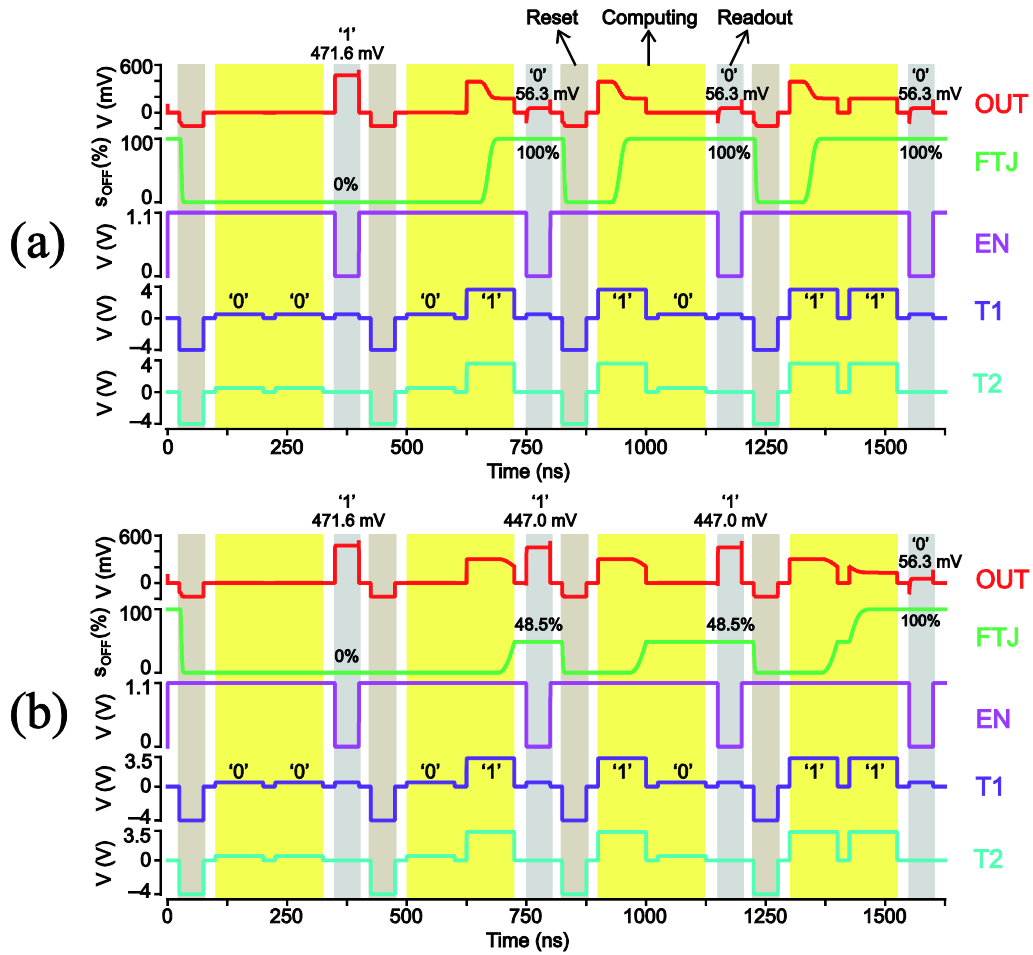 Reset Computing Readout
‘1’
471.6 mV
‘0’ ‘0’ ‘0’
56.3 mV 56.3 mV 56.3 mV
600
0
V (mV)
OUT
100
0
sOFF(%)
0% 100% 100% 100%
FTJ
1.1
0
V (V)
EN
(a)
4
0
−4
V (V)
‘0’ ‘0’ ‘0’ ‘1’ ‘1’ ‘0’ ‘1’ ‘1’
T1
4
0
−4
V (V)
T2
0 250 500 750 1000 1250 1500
Time (ns)
‘1’ ‘1’ ‘1’
471.6 mV 447.0 mV 447.0 mV
‘0’
56.3 mV
600
0
V (mV)
OUT
100
0
sOFF(%)
0% 48.5% 48.5% 100%
FTJ
1.1
0
V (V)
EN
(b)
3.5
0
−4
V (V)
‘0’ ‘0’ ‘0’ ‘1’ ‘1’ ‘0’ ‘1’ ‘1’
T1
3.5
0
−4
V (V)
T2
0 250 500 750 1000 1250 1500
Time (ns)